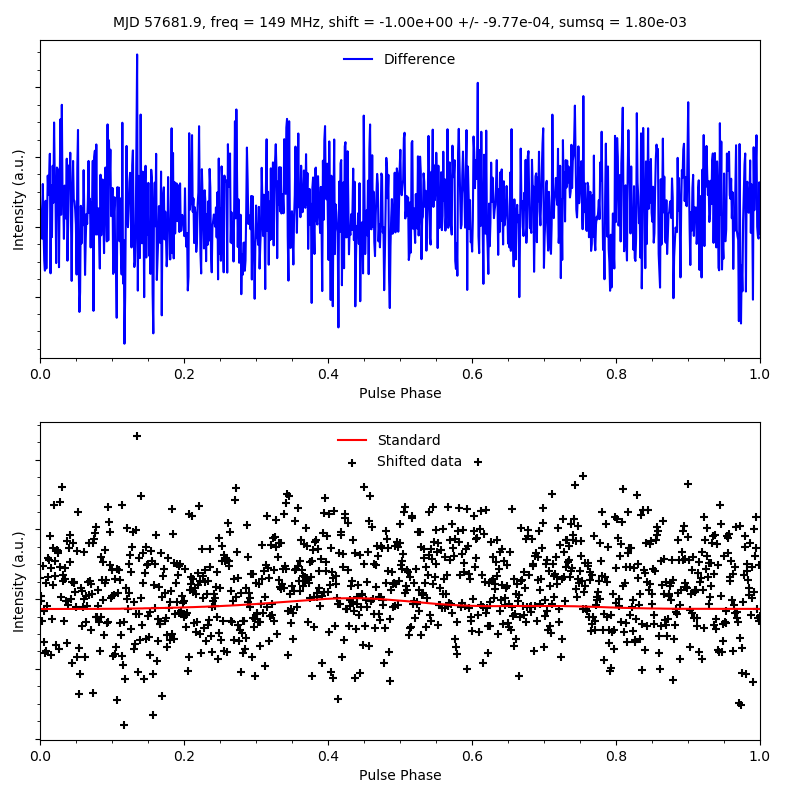 MJD 57681.9, freq = 149 MHz, shift = -1.00e+00 +/- -9.77e-04, sumsq = 1.80e-03
Difference
Intensity (a.u.)
0.0 0.2 0.4 0.6 0.8 1.0
Pulse Phase
Standard
Shifted data
Intensity (a.u.)
0.0 0.2 0.4 0.6 0.8 1.0
Pulse Phase